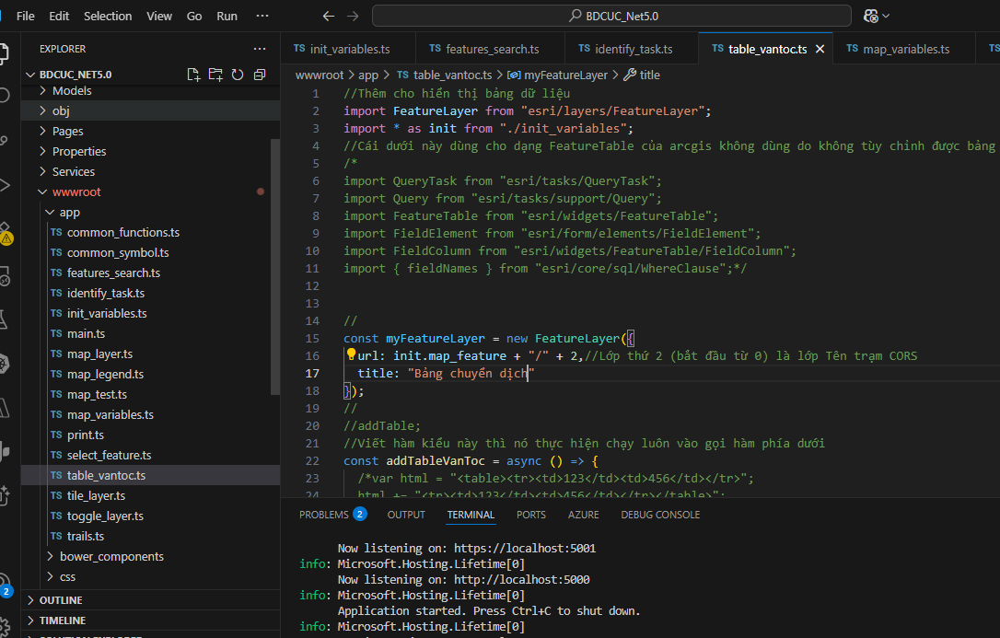 File Edit Selection View Go Run ··· BDCUC_Net5.0
EXPLORER ···
BDCUC_NET5.0
Models
obj
Pages
Properties
Services
wwwroot
app
TS common_functions.ts
TS common_symbol.ts
TS features_search.ts
TS identify_task.ts
TS init_variables.ts
TS main.ts
TS map_layer.ts
TS map_legend.ts
TS map_test.ts
TS map_variables.ts
TS print.ts
TS select_feature.ts
TS table_vantoc.ts
TS tile_layer.ts
TS toggle_layer.ts
TS trails.ts
bower_components
css
OUTLINE
TIMELINE
2
TS init_variables.ts TS features_search.ts TS identify_task.ts TS table_vantoc.ts TS map_variables.ts TS
wwwroot > app > TS table_vantoc.ts > myFeatureLayer > title
1 //Thêm cho hiển thị bảng dữ liệu
2 import FeatureLayer from "esri/layers/FeatureLayer";
3 import * as init from "./init_variables";
4 //Cái dưới này dùng cho dạng FeatureTable của arcgis không dùng do không tùy chỉnh được bảng
5 /*
6 import QueryTask from "esri/tasks/QueryTask";
7 import Query from "esri/tasks/support/Query";
8 import FeatureTable from "esri/widgets/FeatureTable";
9 import FieldElement from "esri/form/elements/FieldElement";
10 import FieldColumn from "esri/widgets/FeatureTable/FieldColumn";
11 import { fieldNames } from "esri/core/sql/WhereClause";*/
12
13
14 //
15 const myFeatureLayer = new FeatureLayer({
16 url: init.map_feature + "/" + 2,//Lớp thứ 2 (bắt đầu từ 0) là lớp Tên trạm CORS
17 title: "Bảng chuyển dịch"
18 });
19 //
20 //addTable;
21 //Viết hàm kiểu này thì nó thực hiện chạy luôn vào gọi hàm phía dưới
22 const addTableVanToc = async () => {
23 /*var html = "<table><tr><td>123</td><td>456</td></tr>";
24 html += "<tr><td>123</td><td>456</td></tr></table>";
PROBLEMS 2 OUTPUT TERMINAL PORTS AZURE DEBUG CONSOLE
Now listening on: https://localhost:5001
info: Microsoft.Hosting.Lifetime[0]
Now listening on: http://localhost:5000
info: Microsoft.Hosting.Lifetime[0]
Application started. Press Ctrl+C to shut down.
info: Microsoft.Hosting.Lifetime[0]